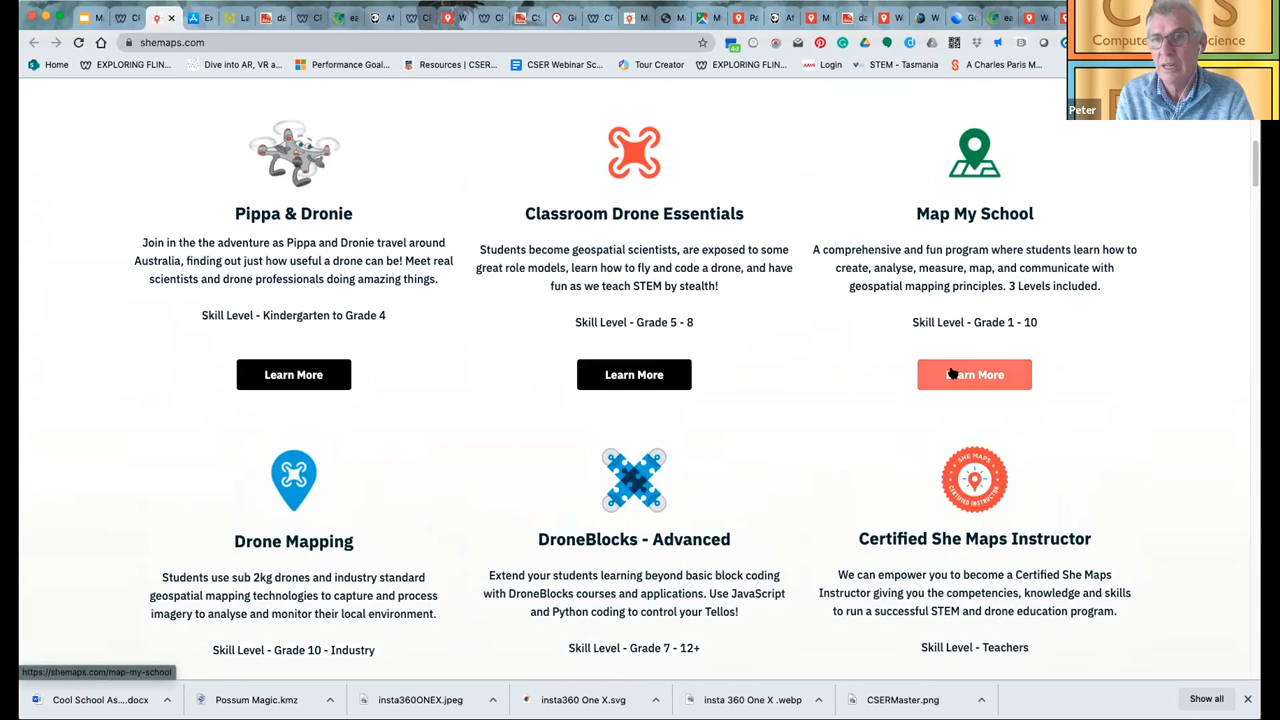 shemaps.com
Home
EXPLORING FLIN...
Dive into AR, VR a...
Performance Goal...
Resources | CSER...
CSER Webinar Sc...
Tour Creator
EXPLORING FLIN...
Login
STEM - Tasmania
A Charles Paris M...
Peter
Pippa & Dronie
Join in the the adventure as Pippa and Dronie travel around
Australia, finding out just how useful a drone can be! Meet real
scientists and drone professionals doing amazing things.
Skill Level - Kindergarten to Grade 4
Learn More
Classroom Drone Essentials
Students become geospatial scientists, are exposed to some
great role models, learn how to fly and code a drone, and have
fun as we teach STEM by stealth!
Skill Level - Grade 5 - 8
Learn More
Map My School
A comprehensive and fun program where students learn how to
create, analyse, measure, map, and communicate with
geospatial mapping principles. 3 Levels included.
Skill Level - Grade 1 - 10
Learn More
Drone Mapping
Students use sub 2kg drones and industry standard
geospatial mapping technologies to capture and process
imagery to analyse and monitor their local environment.
Skill Level - Grade 10 - Industry
DroneBlocks - Advanced
Extend your students learning beyond basic block coding
with DroneBlocks courses and applications. Use JavaScript
and Python coding to control your Tellos!
Skill Level - Grade 7 - 12+
SHE MAPS
CERTIFIED INSTRUCTOR
Certified She Maps Instructor
We can empower you to become a Certified She Maps
Instructor giving you the competencies, knowledge and skills
to run a successful STEM and drone education program.
Skill Level - Teachers
https://shemaps.com/map-my-school
Cool School As....docx
Possum Magic.kmz
insta360ONEX.jpeg
insta360 One X.svg
insta 360 One X .webp
CSERMaster.png
Show all